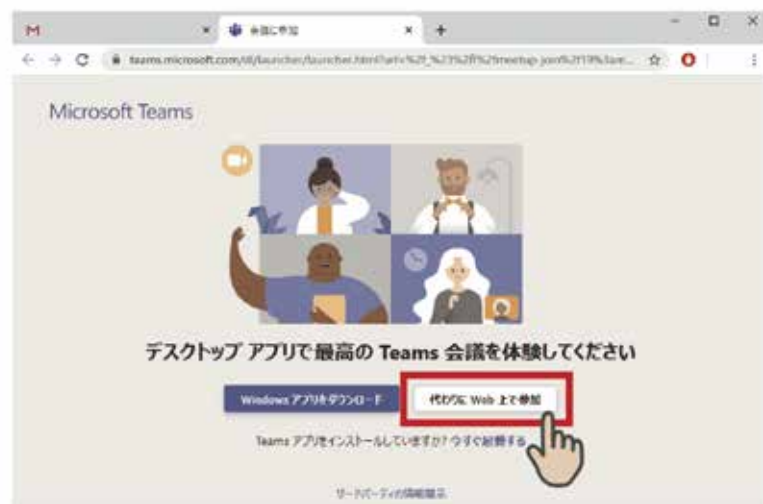 会議に参加
Microsoft Teams
デスクトップ アプリで最高の Teams 会議を体験してください
Windows アプリをダウンロード
代わりに Web 上で参加
Teams アプリをインストールしていますか? 今すぐ起動する
サードパーティの情報開示